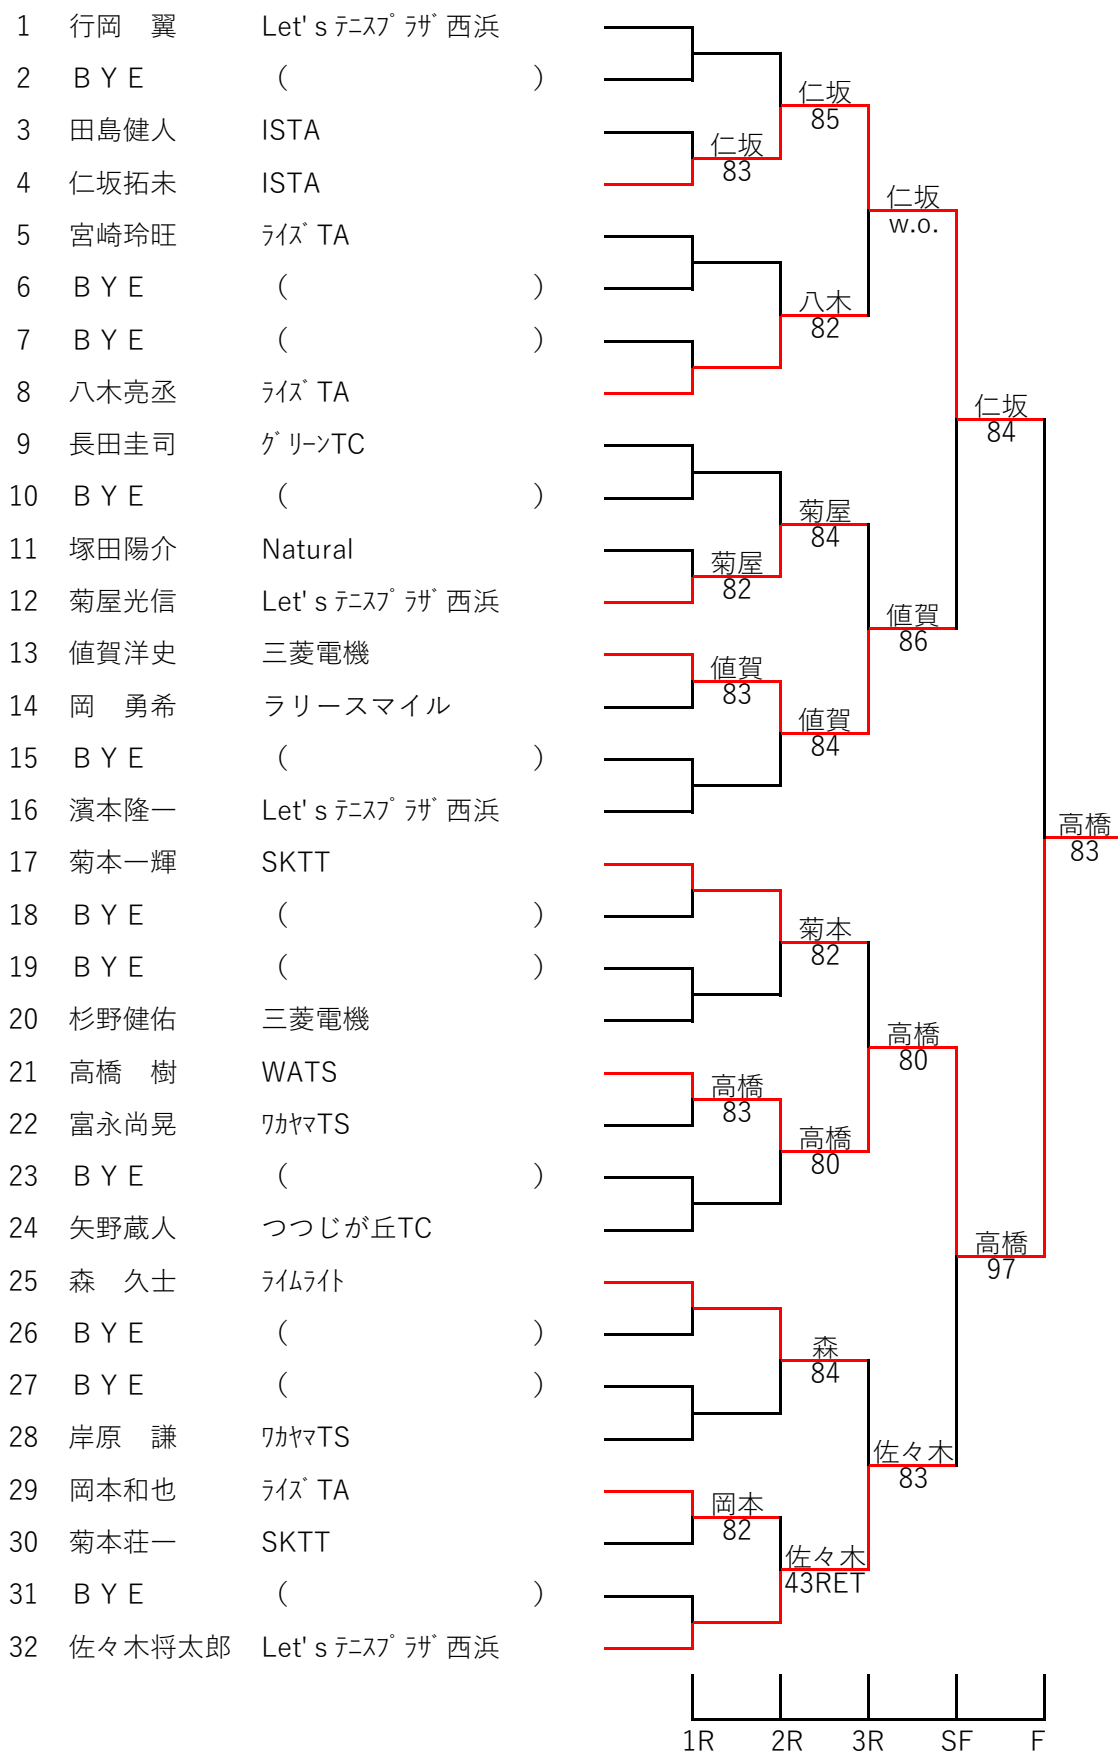 1 行岡　翼 Let' s ﾃﾆｽﾌﾟﾗｻﾞ西浜
2 ＢＹＥ （ ）
仁坂
85
3 田島健人 ISTA
仁坂
83
4 仁坂拓未 ISTA
仁坂
w.o.
5 宮崎玲旺 ﾗｲｽﾞTA
6 ＢＹＥ （ ）
八木
82
7 ＢＹＥ （ ）
8 八木亮丞 ﾗｲｽﾞTA
仁坂
84
9 長田圭司 ｸﾞﾘｰﾝTC
10 ＢＹＥ （ ）
菊屋
84
11 塚田陽介 Natural
菊屋
82
12 菊屋光信 Let' s ﾃﾆｽﾌﾟﾗｻﾞ西浜
値賀
86
13 値賀洋史 三菱電機
値賀
83
14 岡　勇希 ラリースマイル
値賀
84
15 ＢＹＥ （ ）
16 濱本隆一 Let' s ﾃﾆｽﾌﾟﾗｻﾞ西浜
高橋
83
17 菊本一輝 SKTT
18 ＢＹＥ （ ）
菊本
82
19 ＢＹＥ （ ）
20 杉野健佑 三菱電機
高橋
80
21 高橋　樹 WATS
高橋
83
22 富永尚晃 ﾜｶﾔﾏTS
高橋
80
23 ＢＹＥ （ ）
24 矢野蔵人 つつじが丘TC
高橋
97
25 森　久士 ﾗｲﾑﾗｲﾄ
26 ＢＹＥ （ ）
森
84
27 ＢＹＥ （ ）
28 岸原　謙 ﾜｶﾔﾏTS
佐々木
83
29 岡本和也 ﾗｲｽﾞTA
岡本
82
30 菊本荘一 SKTT
佐々木
43RET
31 ＢＹＥ （ ）
32 佐々木将太郎 Let' s ﾃﾆｽﾌﾟﾗｻﾞ西浜
1R 2R 3R SF F